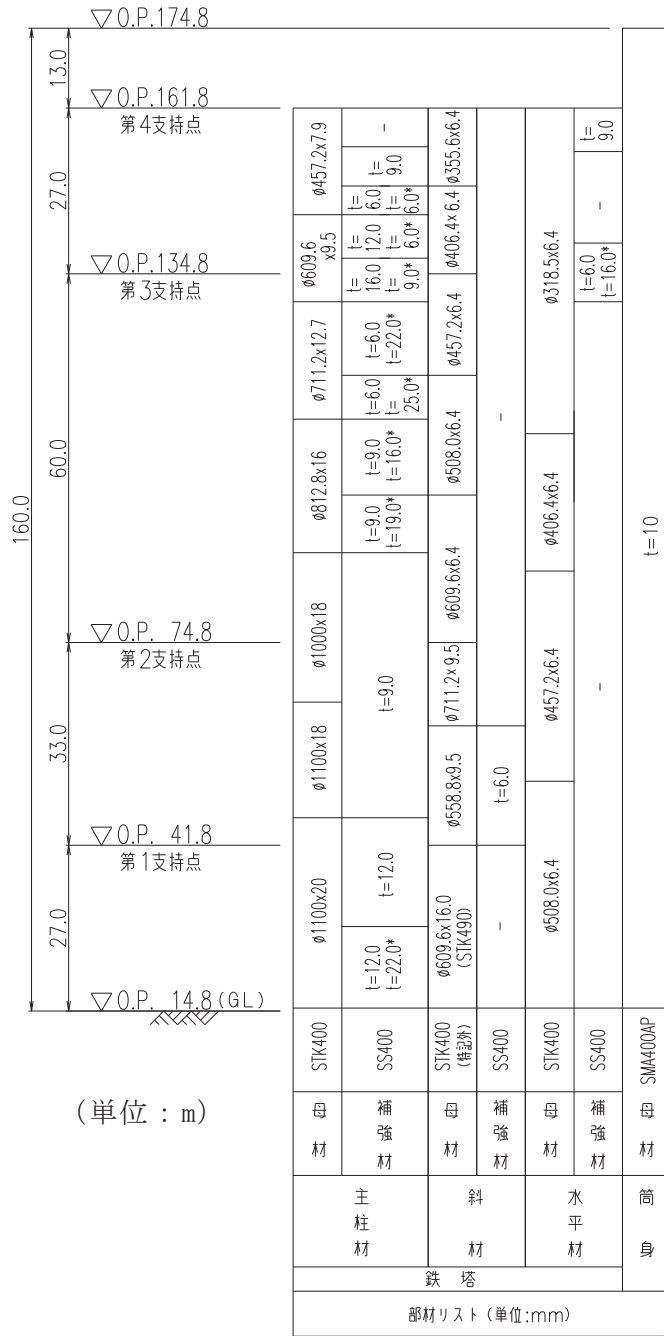 ▽O.P.174.8
13.0
▽O.P.161.8
第4支持点
27.0
▽O.P.134.8
第3支持点
60.0
160.0
▽O.P. 74.8
第2支持点
33.0
▽O.P. 41.8
第1支持点
27.0
▽O.P. 14.8(GL)
(単位:m)
φ457.2x7.9
φ609.6
x9.5
φ711.2x12.7
φ812.8x16
φ1000x18
φ1100x18
φ1100x20
STK400
母材
-
t=
9.0
t=
6.0
t=
6.0*
t=
12.0
t=
6.0*
t=
16.0
t=
9.0*
t=6.0
t=22.0*
t=6.0
t=
25.0*
t=9.0
t=16.0*
t=9.0
t=19.0*
t=9.0
t=12.0
t=12.0
t=22.0*
SS400
補強材
主柱材
φ355.6x6.4
φ406.4x6.4
φ457.2x6.4
φ508.0x6.4
φ609.6x6.4
φ711.2x9.5
φ558.8x9.5
φ609.6x16.0
(STK490)
STK400
(特記外)
母材
-
t=6.0
-
SS400
補強材
斜材
φ318.5x6.4
φ406.4x6.4
φ457.2x6.4
φ508.0x6.4
STK400
母材
t=
9.0
-
t=6.0
t=16.0*
-
SS400
補強材
水平材
鉄塔
t=10
SMA400AP
母材
筒身
部材リスト(単位:mm)